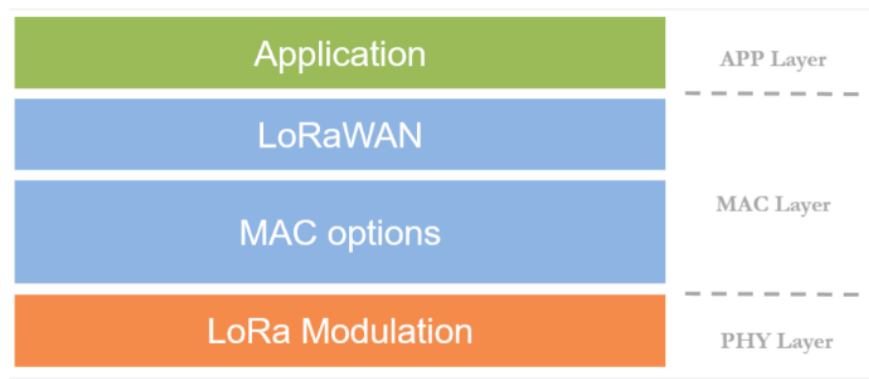 Application
APP Layer
LoRaWAN
MAC Layer
MAC options
LoRa Modulation
PHY Layer